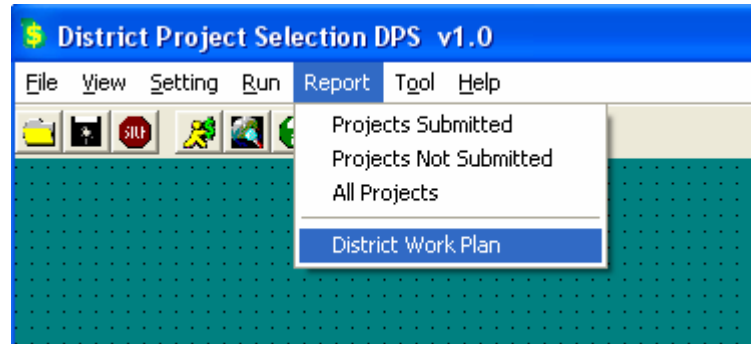 District Project Selection DPS v1.0
File View Setting Run Report Tool Help
Projects Submitted
Projects Not Submitted
All Projects
District Work Plan